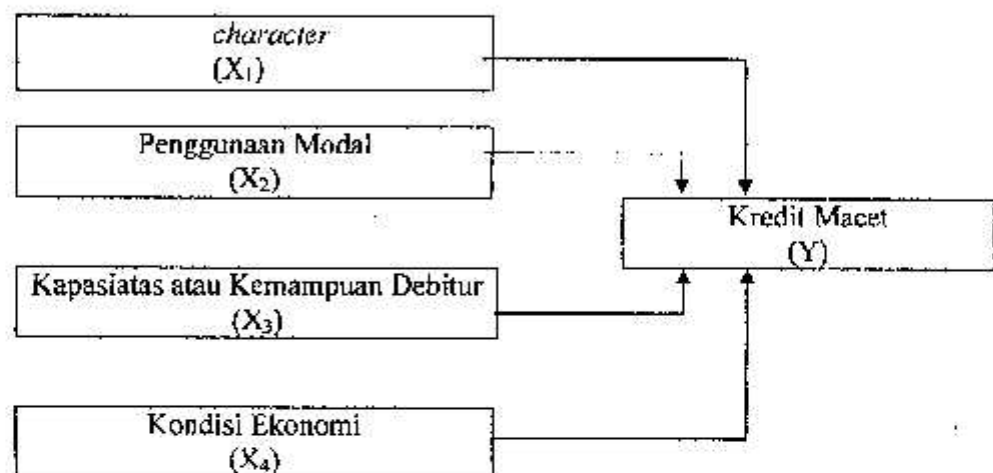 character
(X₁)
Penggunaan Modal
(X₂)
Kredit Macet
(Y)
Kapasiatas atau Kemampuan Debitur
(X₃)
Kondisi Ekonomi
(X₄)